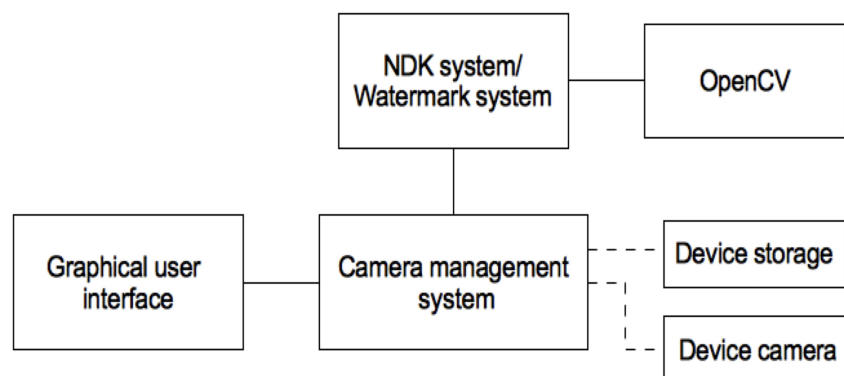 NDK system/
Watermark system
OpenCV
Graphical user
interface
Camera management
system
Device storage
Device camera